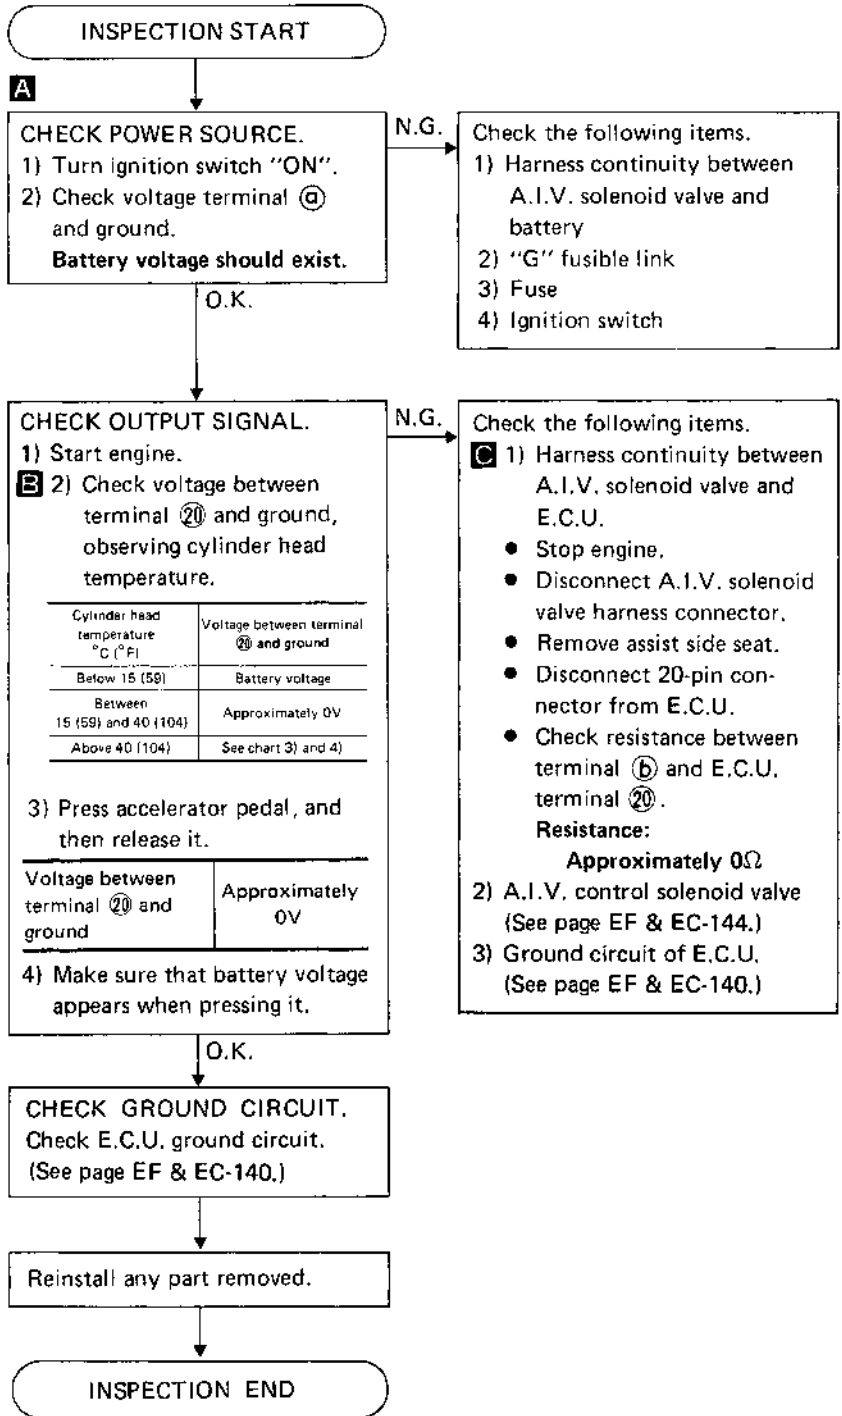 INSPECTION START
A
CHECK POWER SOURCE.
1) Turn ignition switch "ON".
2) Check voltage terminal ⓐ
and ground.
Battery voltage should exist.
N.G.
Check the following items.
1) Harness continuity between
A.I.V. solenoid valve and
battery
2) "G" fusible link
3) Fuse
4) Ignition switch
O.K.
CHECK OUTPUT SIGNAL.
1) Start engine.
B 2) Check voltage between
terminal ⑳ and ground,
observing cylinder head
temperature.
Cylinder head
temperature
°C (°F)
Voltage between terminal
⑳ and ground
Below 15 (59)
Battery voltage
Between
15 (59) and 40 (104)
Approximately 0V
Above 40 (104)
See chart 3) and 4)
3) Press accelerator pedal, and
then release it.
Voltage between
terminal ⑳ and
ground
Approximately
0V
4) Make sure that battery voltage
appears when pressing it.
N.G.
Check the following items.
C 1) Harness continuity between
A.I.V. solenoid valve and
E.C.U.
● Stop engine.
● Disconnect A.I.V. solenoid
valve harness connector.
● Remove assist side seat.
● Disconnect 20-pin con-
nector from E.C.U.
● Check resistance between
terminal ⓑ and E.C.U.
terminal ⑳.
Resistance:
Approximately 0Ω
2) A.I.V. control solenoid valve
(See page EF & EC-144.)
3) Ground circuit of E.C.U.
(See page EF & EC-140.)
O.K.
CHECK GROUND CIRCUIT.
Check E.C.U. ground circuit.
(See page EF & EC-140.)
Reinstall any part removed.
INSPECTION END